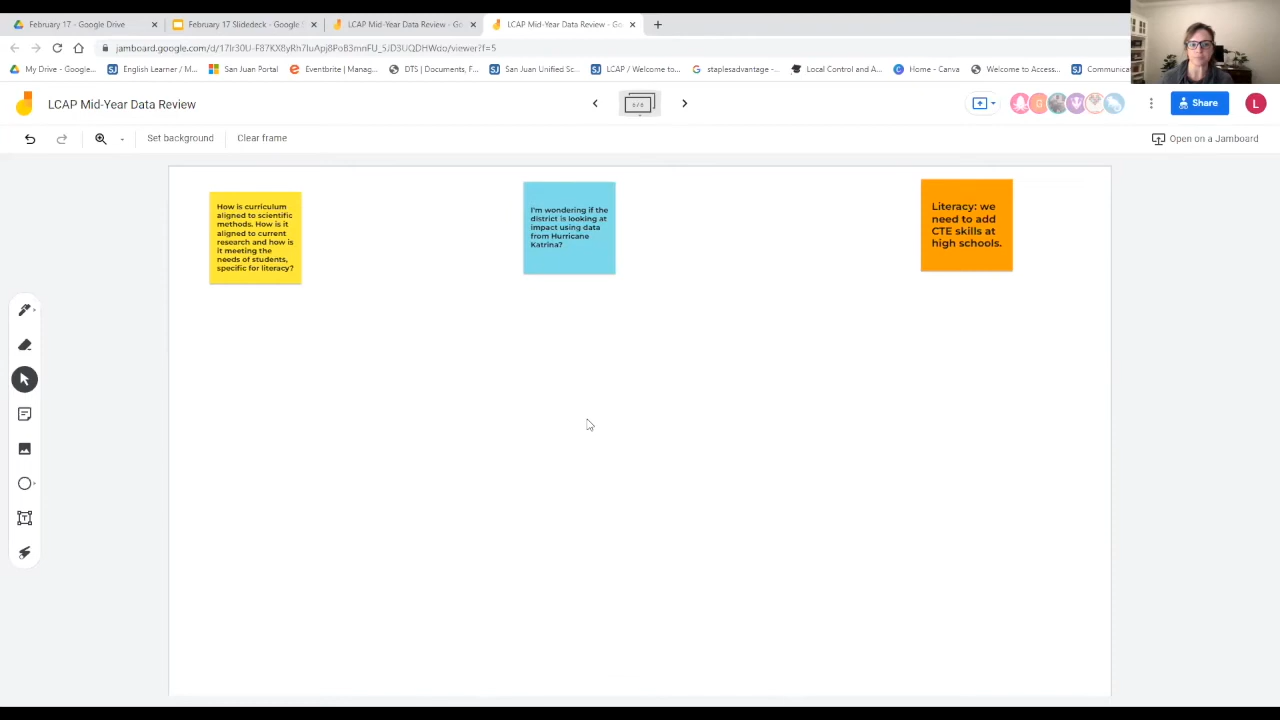 February 17 - Google Drive
February 17 Slidedeck - Google
LCAP Mid-Year Data Review - Go
LCAP Mid-Year Data Review - Go
jamboard.google.com/d/
My Drive - Google...
English Learner / M...
San Juan Portal
Eventbrite | Manag...
DTS | Documents, F...
San Juan Unified Sc...
LCAP / Welcome to...
staplesadvantage -...
Local Control and A...
Home - Canva
Welcome to Access...
Communica
LCAP Mid-Year Data Review
Share
L
Set background
Clear frame
Open on a Jamboard
How is curriculum
aligned to scientific
methods. How is it
aligned to current
research and how is
it meeting the
needs of students,
specific for literacy?
I'm wondering if the
district is looking at
impact using data
from Hurricane
Katrina?
Literacy: we
need to add
CTE skills at
high schools.